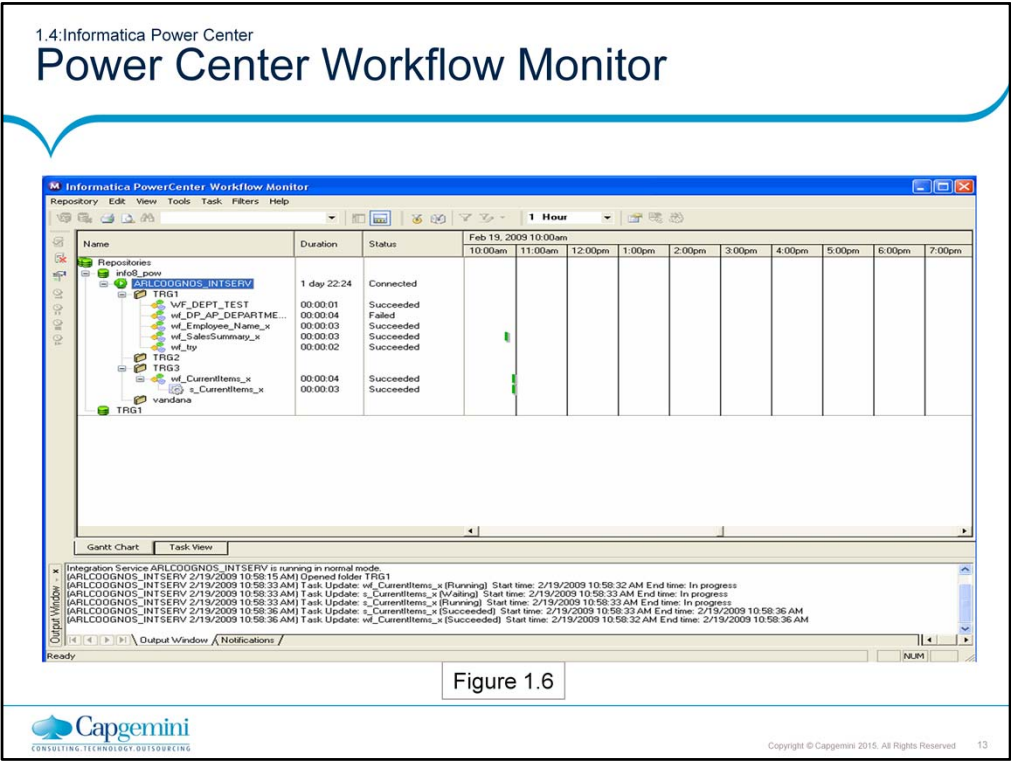 1.4:Informatica Power Center
Power Center Workflow Monitor
Informatica PowerCenter Workflow Monitor
Repository Edit View Tools Task Filters Help
1 Hour
Name Duration Status Feb 19, 2009 10:00am
10:00am 11:00am 12:00pm 1:00pm 2:00pm 3:00pm 4:00pm 5:00pm 6:00pm 7:00pm
Repositories
info8_pow
ARLCOOGNOS_INTSERV 1 day 22:24 Connected
TRG1
WF_DEPT_TEST 00:00:01 Succeeded
wf_DP_AP_DEPARTME... 00:00:04 Failed
wf_Employee_Name_x 00:00:03 Succeeded
wf_SalesSummary_x 00:00:03 Succeeded
wf_try 00:00:02 Succeeded
TRG2
TRG3
wf_CurrentItems_x 00:00:04 Succeeded
s_CurrentItems_x 00:00:03 Succeeded
vandana
TRG1
Gantt Chart Task View
Output Window
Integration Service ARLCOOGNOS_INTSERV is running in normal mode.
[ARLCOOGNOS_INTSERV 2/19/2009 10:58:15 AM] Opened folder TRG1
[ARLCOOGNOS_INTSERV 2/19/2009 10:58:33 AM] Task Update: wf_CurrentItems_x (Running) Start time: 2/19/2009 10:58:32 AM End time: In progress
[ARLCOOGNOS_INTSERV 2/19/2009 10:58:33 AM] Task Update: s_CurrentItems_x (Waiting) Start time: 2/19/2009 10:58:33 AM End time: In progress
[ARLCOOGNOS_INTSERV 2/19/2009 10:58:33 AM] Task Update: s_CurrentItems_x (Running) Start time: 2/19/2009 10:58:33 AM End time: In progress
[ARLCOOGNOS_INTSERV 2/19/2009 10:58:36 AM] Task Update: s_CurrentItems_x (Succeeded) Start time: 2/19/2009 10:58:33 AM End time: 2/19/2009 10:58:36 AM
[ARLCOOGNOS_INTSERV 2/19/2009 10:58:36 AM] Task Update: wf_CurrentItems_x (Succeeded) Start time: 2/19/2009 10:58:32 AM End time: 2/19/2009 10:58:36 AM
Output Window Notifications
Ready NUM
Figure 1.6
Capgemini
CONSULTING.TECHNOLOGY.OUTSOURCING
Copyright © Capgemini 2015. All Rights Reserved 13